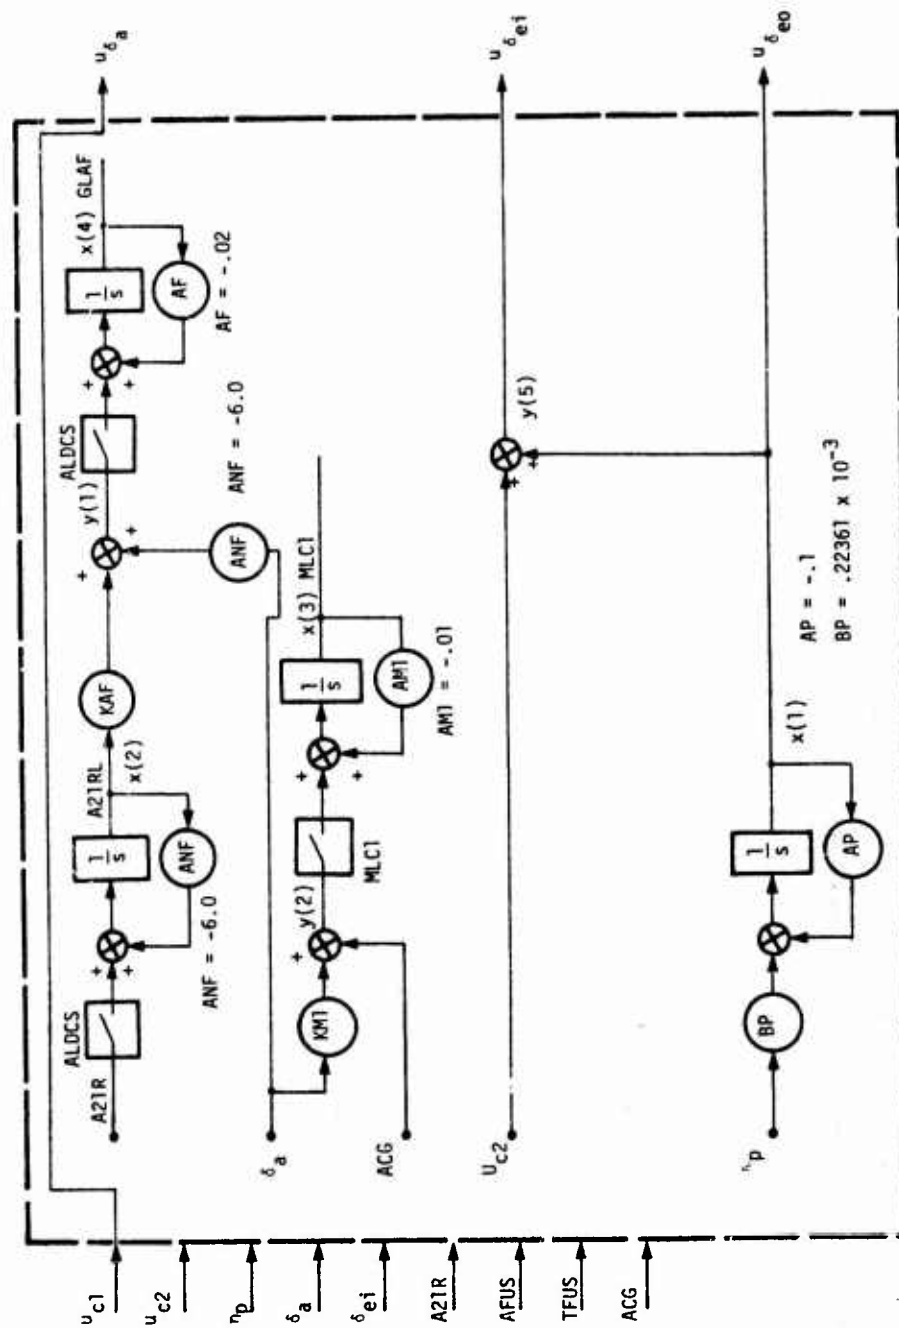 u_c1
u_c2
n_p
δ_a
δ_ei
A21R
AFUS
TFUS
ACG
A21R
ALDCS
+
+
ANF
ANF = -6.0
1/s
A21RL
x(2)
KAF
+
+
y(1)
ALDCS
+
+
1/s
x(4) GLAF
AF
AF = -.02
u_δa
ANF
ANF = -6.0
δ_a
KM1
ACG
+
y(2)
MLC1
+
+
1/s
x(3) MLC1
AM1
AM1 = -.01
U_c2
+
+
y(5)
u_δei
n_p
BP
1/s
AP
x(1)
AP = -.1
BP = .22361 x 10⁻³
u_δeo